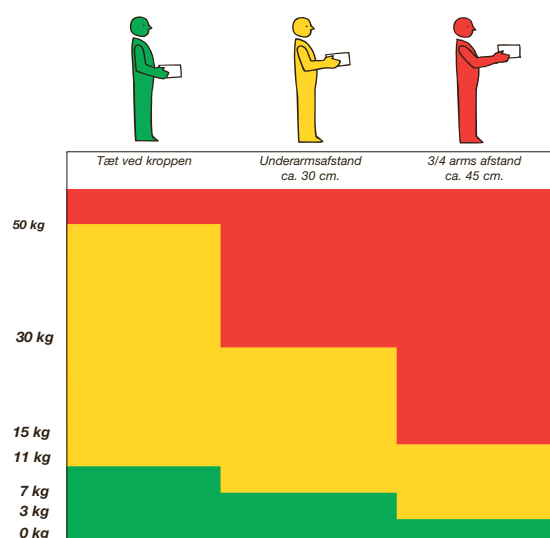 Tæt ved kroppen
Underarmsafstand
ca. 30 cm.
3/4 arms afstand
ca. 45 cm.
50 kg
30 kg
15 kg
11 kg
7 kg
3 kg
0 kg